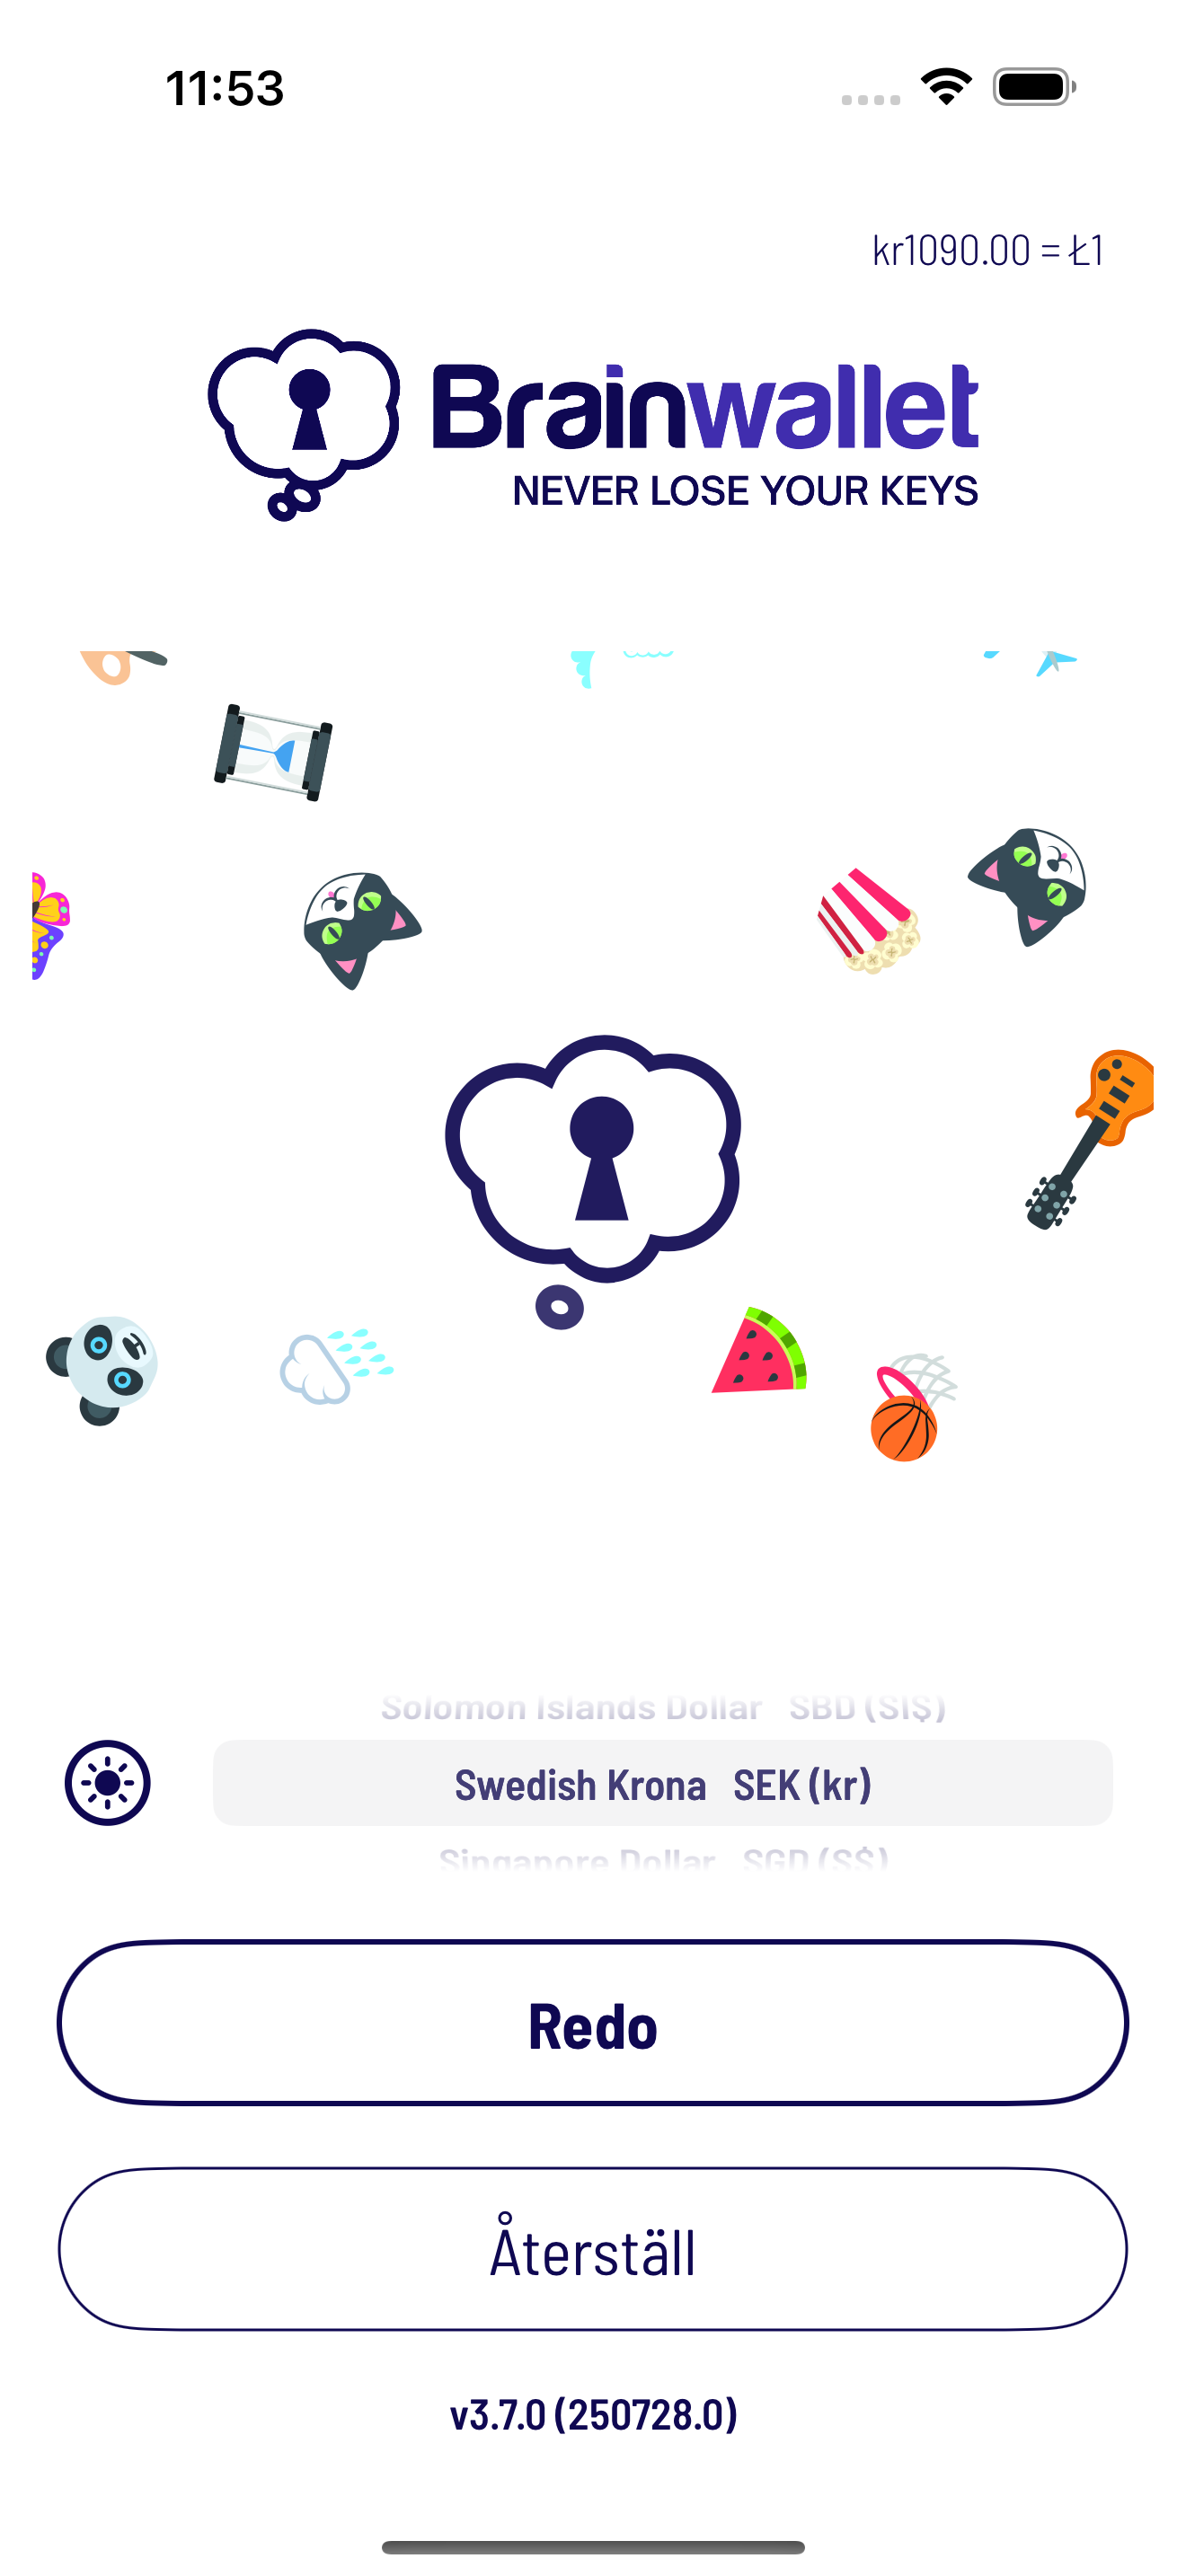 11:53
kr1090.00 = Ł1
Brainwallet
NEVER LOSE YOUR KEYS
Solomon Islands Dollar SBD (SI$)
Swedish Krona SEK (kr)
Singapore Dollar SGD (S$)
Redo
Återställ
v3.7.0 (250728.0)